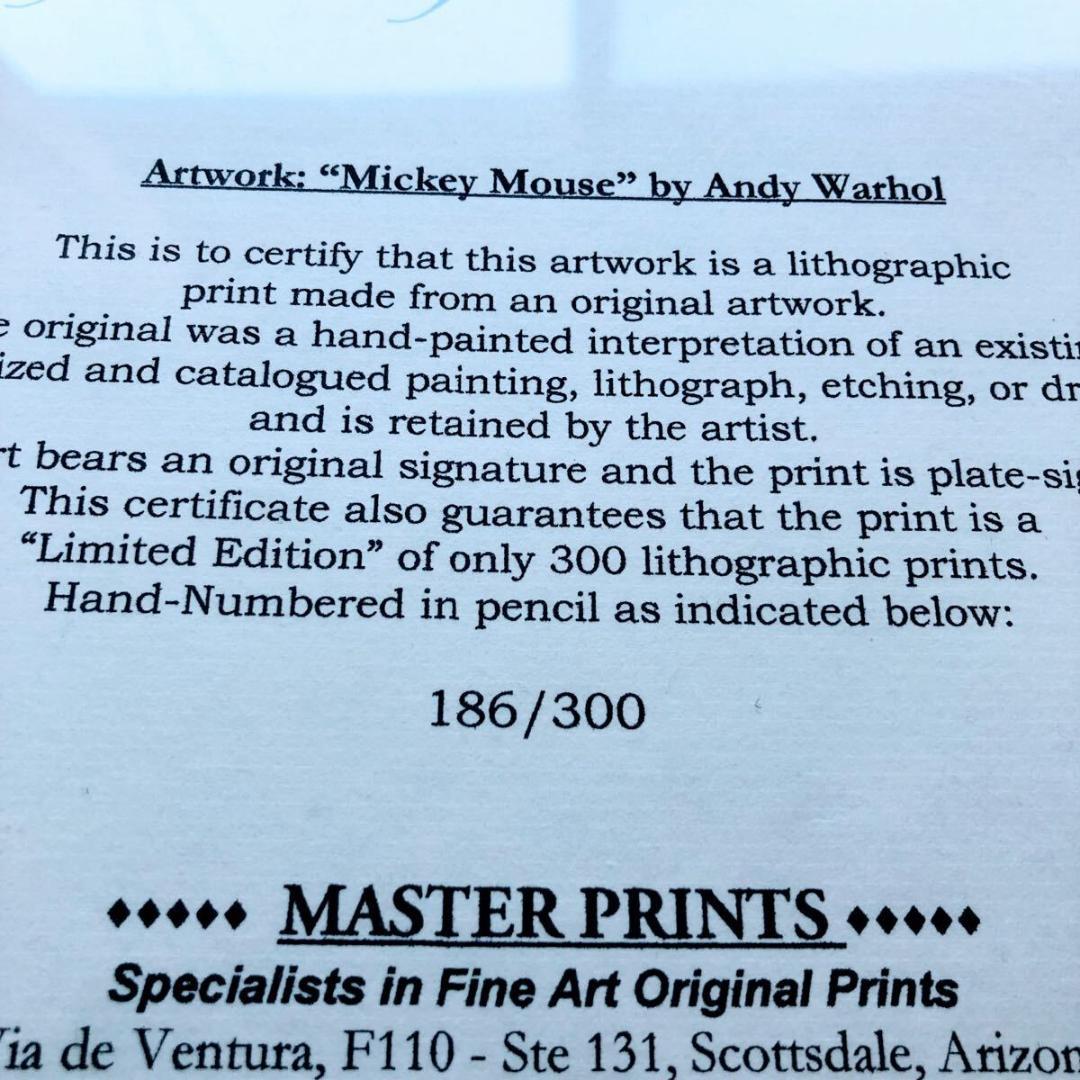 Artwork: “Mickey Mouse” by Andy Warhol
This is to certify that this artwork is a lithographic
print made from an original artwork.
e original was a hand-painted interpretation of an existin
ized and catalogued painting, lithograph, etching, or dr
and is retained by the artist.
rt bears an original signature and the print is plate-sig
This certificate also guarantees that the print is a
“Limited Edition” of only 300 lithographic prints.
Hand-Numbered in pencil as indicated below:
186/300
♦♦♦♦♦ MASTER PRINTS ♦♦♦♦♦
Specialists in Fine Art Original Prints
Via de Ventura, F110 - Ste 131, Scottsdale, Arizon